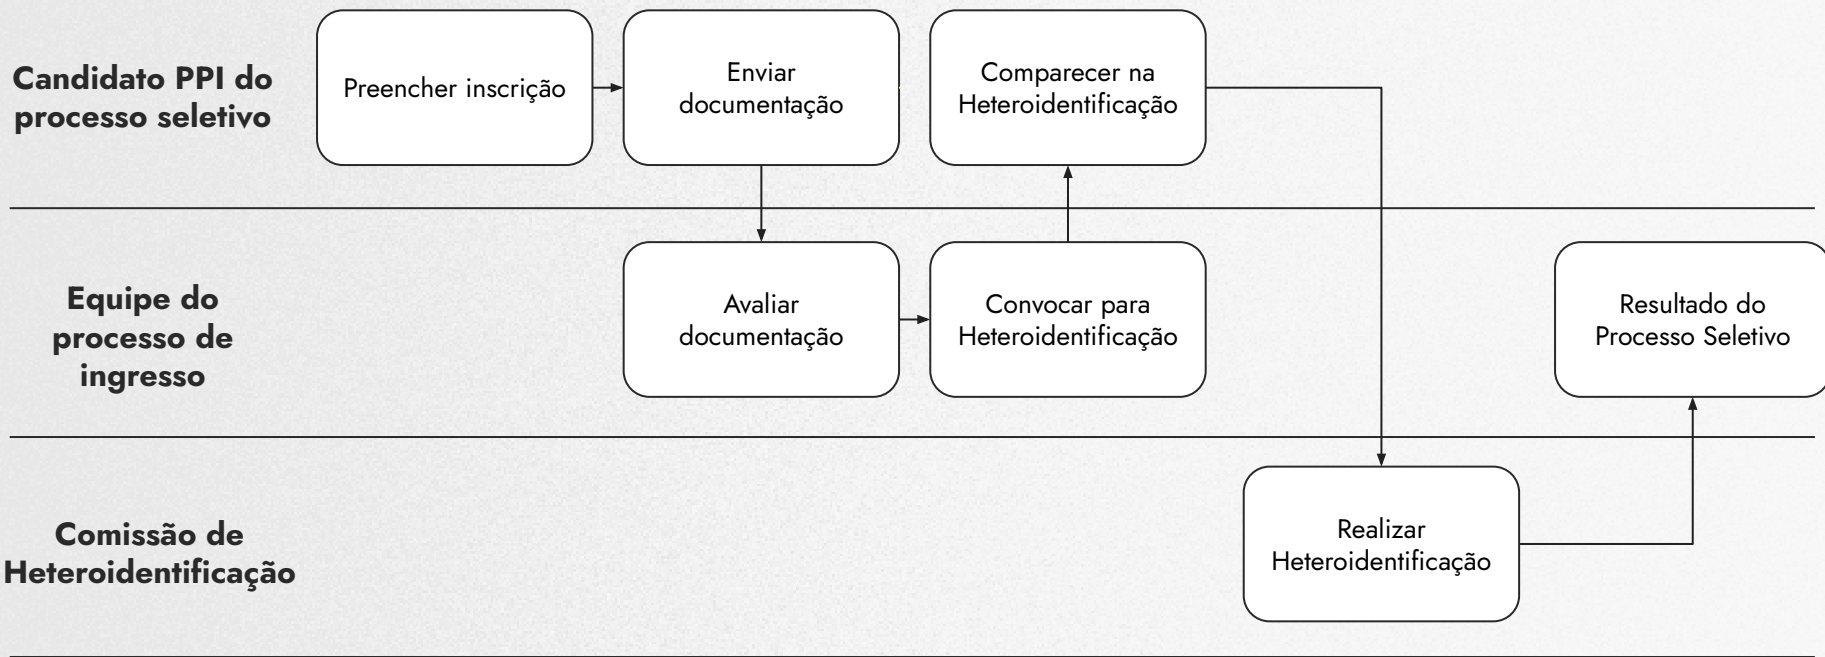 Candidato PPI do
processo seletivo
Preencher inscrição
Enviar
documentação
Comparecer na
Heteroidentificação
Equipe do
processo de
ingresso
Avaliar
documentação
Convocar para
Heteroidentificação
Resultado do
Processo Seletivo
Comissão de
Heteroidentificação
Realizar
Heteroidentificação